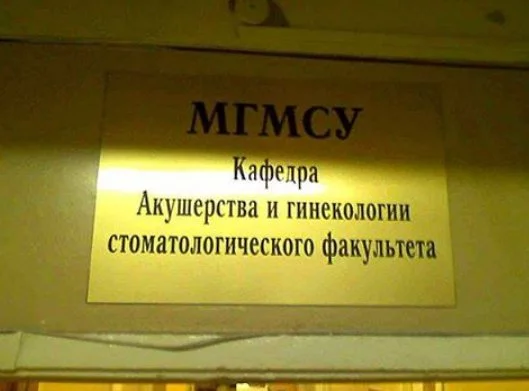 МГМСУ
Кафедра
Акушерства и гинекологии
стоматологического факультета